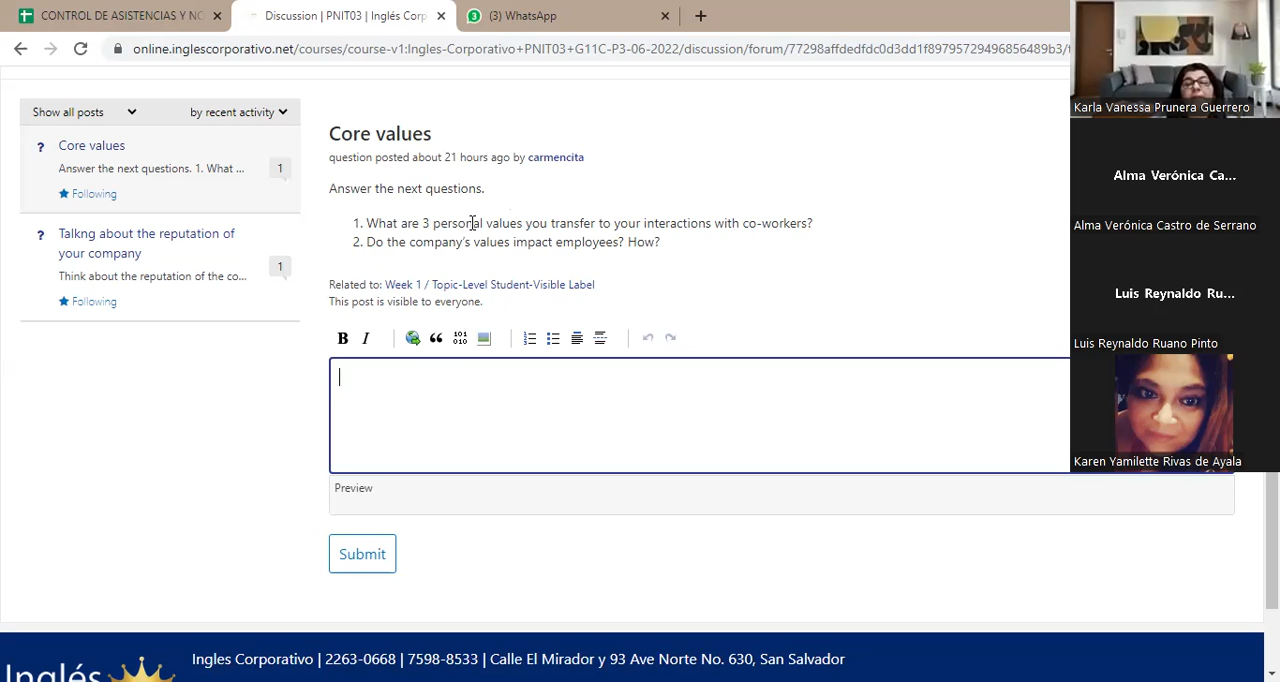 CONTROL DE ASISTENCIAS Y NO
Discussion | PNIT03 | Inglés Corp
(3) WhatsApp
online.inglescorporativo.net/courses/course-v1:Ingles-Corporativo+PNIT03+G11C-P3-06-2022/discussion/forum/77298affdedfdc0d3dd1f89795729496856489b3/t
Show all posts
by recent activity
Core values
Answer the next questions. 1. What ...
1
Following
Talkng about the reputation of
your company
Think about the reputation of the co...
1
Following
Core values
question posted about 21 hours ago by carmencita
Answer the next questions.
1. What are 3 personal values you transfer to your interactions with co-workers?
2. Do the company's values impact employees? How?
Related to: Week 1 / Topic-Level Student-Visible Label
This post is visible to everyone.
B I
Preview
Submit
Karla Vanessa Prunera Guerrero
Alma Verónica Ca...
Alma Verónica Castro de Serrano
Luis Reynaldo Ru...
Luis Reynaldo Ruano Pinto
Karen Yamilette Rivas de Ayala
Inglés
Ingles Corporativo | 2263-0668 | 7598-8533 | Calle El Mirador y 93 Ave Norte No. 630, San Salvador